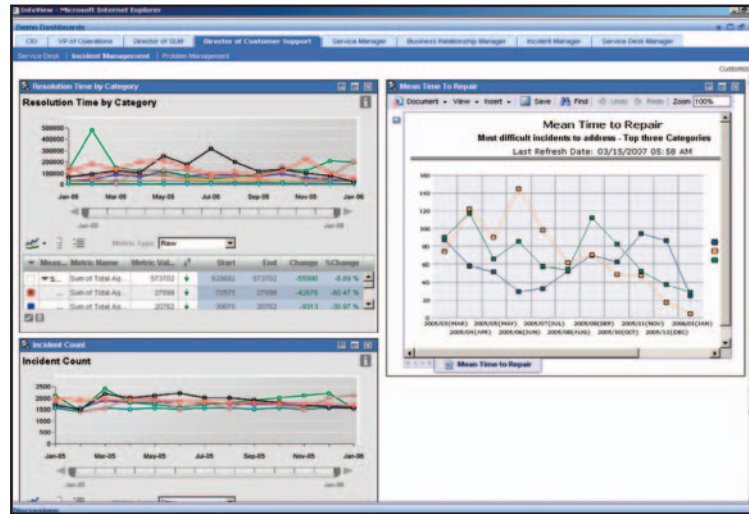 InfoView - Microsoft Internet Explorer
Demo Dashboards
CIO VP of Operations Director of SLM Director of Customer Support Service Manager Business Relationship Manager Incident Manager Service Desk Manager
Service Desk | Incident Management | Problem Management
Resolution Time by Category
Resolution Time by Category
500000
400000
300000
200000
100000
0
Jan-05 Mar-05 May-05 Jul-05 Sep-05 Nov-05 Jan-06
Jan-05 Jan-06
Metric Type: Raw
Meas... Metric Name Metric Val... Start End Change %Change
S... Sum of Total Ag... 573702 573702 -8.89 %
Sum of Total Ag... -60.47 %
Sum of Total Ag... 20762 20762 -30.97 %
Incident Count
Incident Count
2500
2000
1500
1000
500
0
Jan-05 Mar-05 May-05 Jul-05 Sep-05 Nov-05 Jan-06
Jan-05 Jan-06
Mean Time To Repair
Document View Insert Save Find Undo Redo Zoom 100%
Mean Time to Repair
Most difficult incidents to address - Top three Categories
Last Refresh Date: 03/15/2007 05:58 AM
160
140
120
100
80
60
40
20
0
2005/03(MAR) 2005/05(MAY) 2005/07(JUL) 2005/09(SEP) 2005/11(NOV) 2006/01(JAN)
2005/04(APR) 2005/06(JUN) 2005/08(AUG) 2005/10(OCT) 2005/12(DEC)
Mean Time to Repair
Discussions